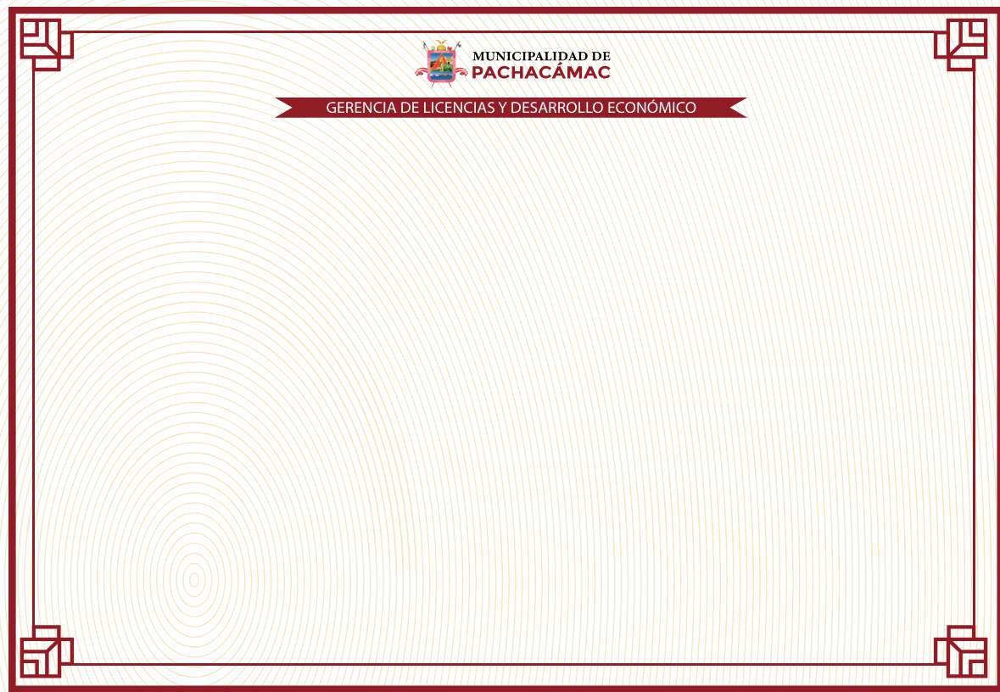 MUNICIPALIDAD DE
PACHACÁMAC
GERENCIA DE LICENCIAS Y DESARROLLO ECONÓMICO